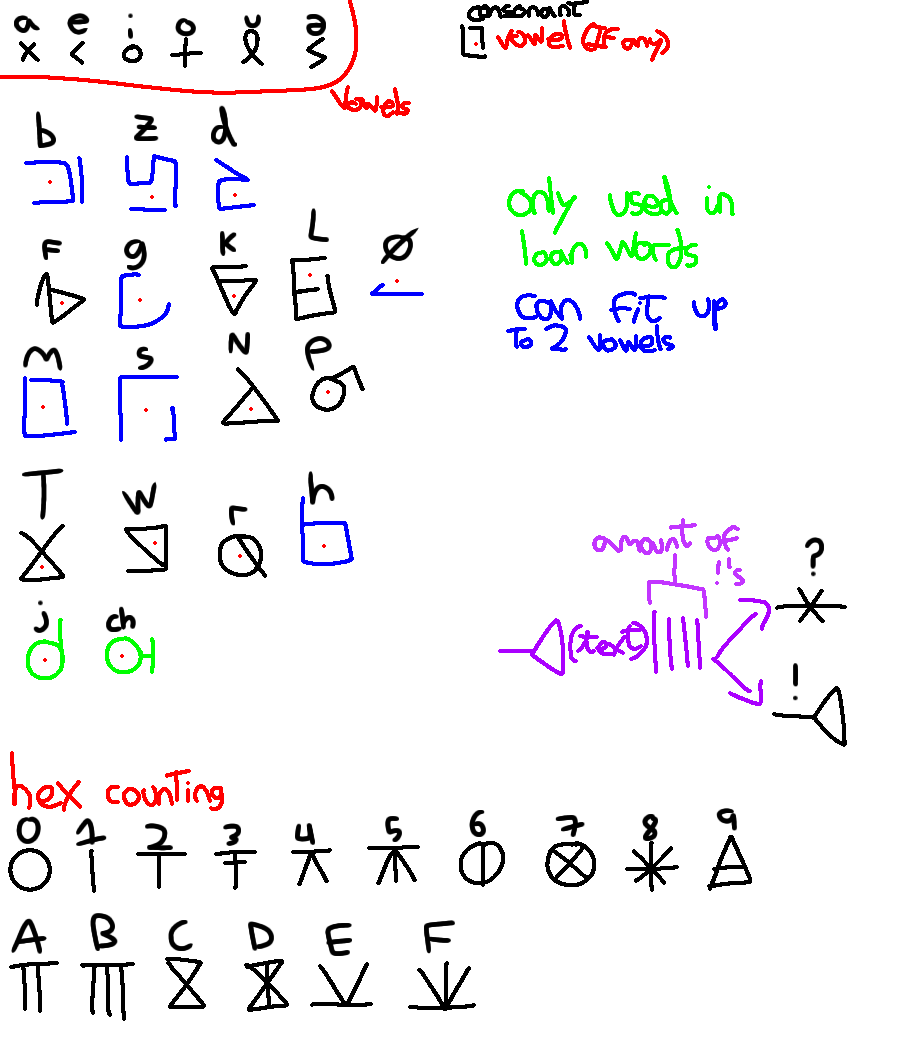 a e i o u ə
consonant
vowel (IF any)
vowels
b z d
only used in
loan words
F g K L Ø
can fit up
To 2 vowels
m s N P
T W r h
amount of
!'s
?
(text)
!
j ch
hex counting
0 1 2 3 4 5 6 7 8 9
A B C D E F